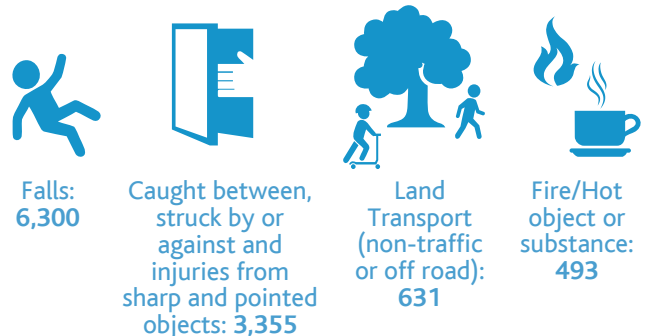 Falls:
6,300
Caught between,
struck by or
against and
injuries from
sharp and pointed
objects: 3,355
Land
Transport
(non-traffic
or off road):
631
Fire/Hot
object or
substance:
493